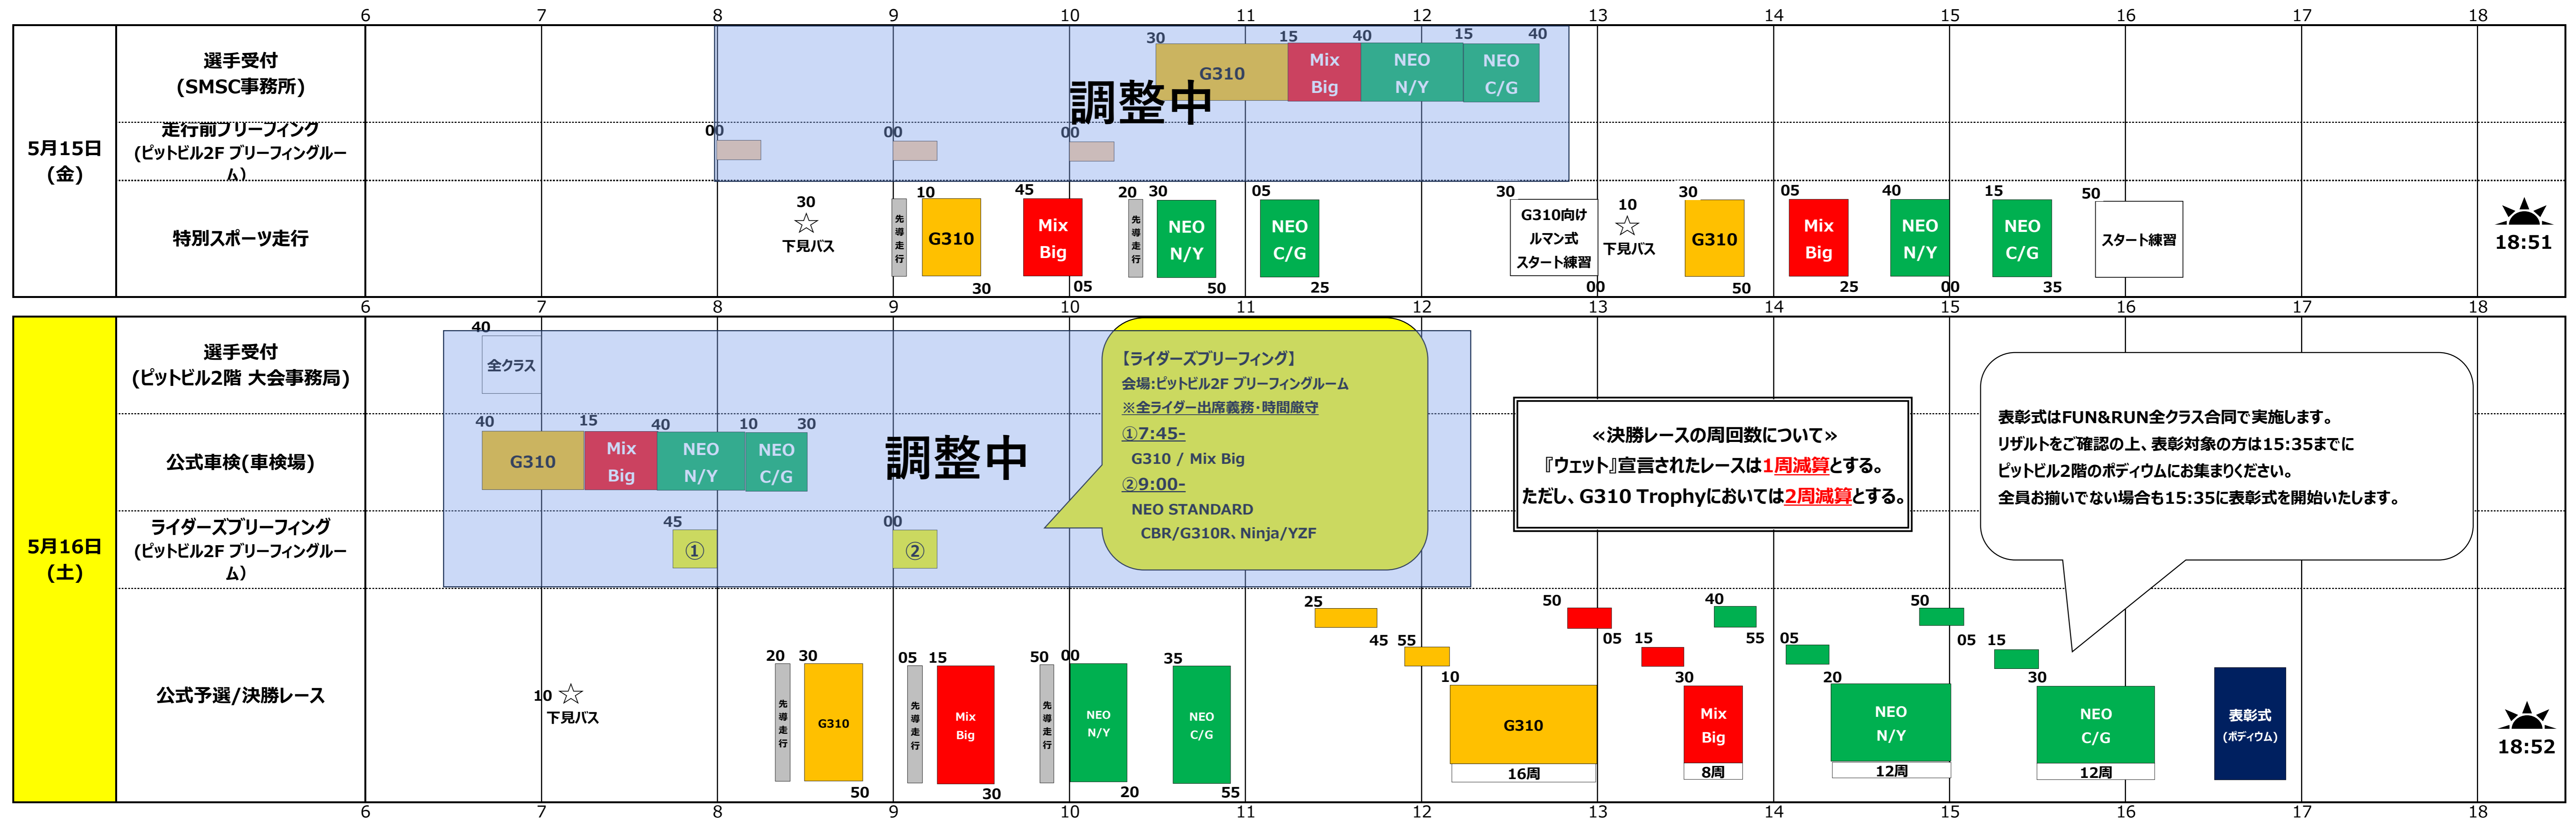 6 7 8 9 10 11 12 13 14 15 16 17 18
5月15日
(金)
選手受付
(SMSC事務所)
30 15 40 15 40
G310
Mix
Big
NEO
N/Y
NEO
C/G
調整中
走行前ブリーフィング
(ピットビル2F ブリーフィングルー
ム)
00 00 00
特別スポーツ走行
30
☆
下見バス
先導走行
10
G310
30
45
Mix
Big
05
20
先導走行
30
NEO
N/Y
50
05
NEO
C/G
25
30
G310向け
ルマン式
スタート練習
00
10
☆
下見バス
30
G310
50
05
Mix
Big
25
40
NEO
N/Y
00
15
NEO
C/G
35
50
スタート練習
18:51
6 7 8 9 10 11 12 13 14 15 16 17 18
5月16日
(土)
選手受付
(ピットビル2階 大会事務局)
40
全クラス
公式車検(車検場)
40 15 40 10 30
G310
Mix
Big
NEO
N/Y
NEO
C/G
調整中
ライダーズブリーフィング
(ピットビル2F ブリーフィングルー
ム)
45
①
00
②
【ライダーズブリーフィング】
会場:ピットビル2F ブリーフィングルーム
※全ライダー出席義務・時間厳守
①7:45-
G310 / Mix Big
②9:00-
NEO STANDARD
CBR/G310R、Ninja/YZF
≪決勝レースの周回数について≫
『ウェット』宣言されたレースは1周減算とする。
ただし、G310 Trophyにおいては2周減算とする。
表彰式はFUN&RUN全クラス合同で実施します。
リザルトをご確認の上、表彰対象の方は15:35までに
ピットビル2階のポディウムにお集まりください。
全員お揃いでない場合も15:35に表彰式を開始いたします。
公式予選/決勝レース
10 ☆
下見バス
20
先導走行
30
G310
50
05
先導走行
15
Mix
Big
30
50
先導走行
00
NEO
N/Y
20
35
NEO
C/G
55
25
45
55
10
G310
16周
50
05
15
30
Mix
Big
8周
40
55
05
20
NEO
N/Y
12周
50
05
15
30
NEO
C/G
12周
表彰式
(ポディウム)
18:52
6 7 8 9 10 11 12 13 14 15 16 17 18